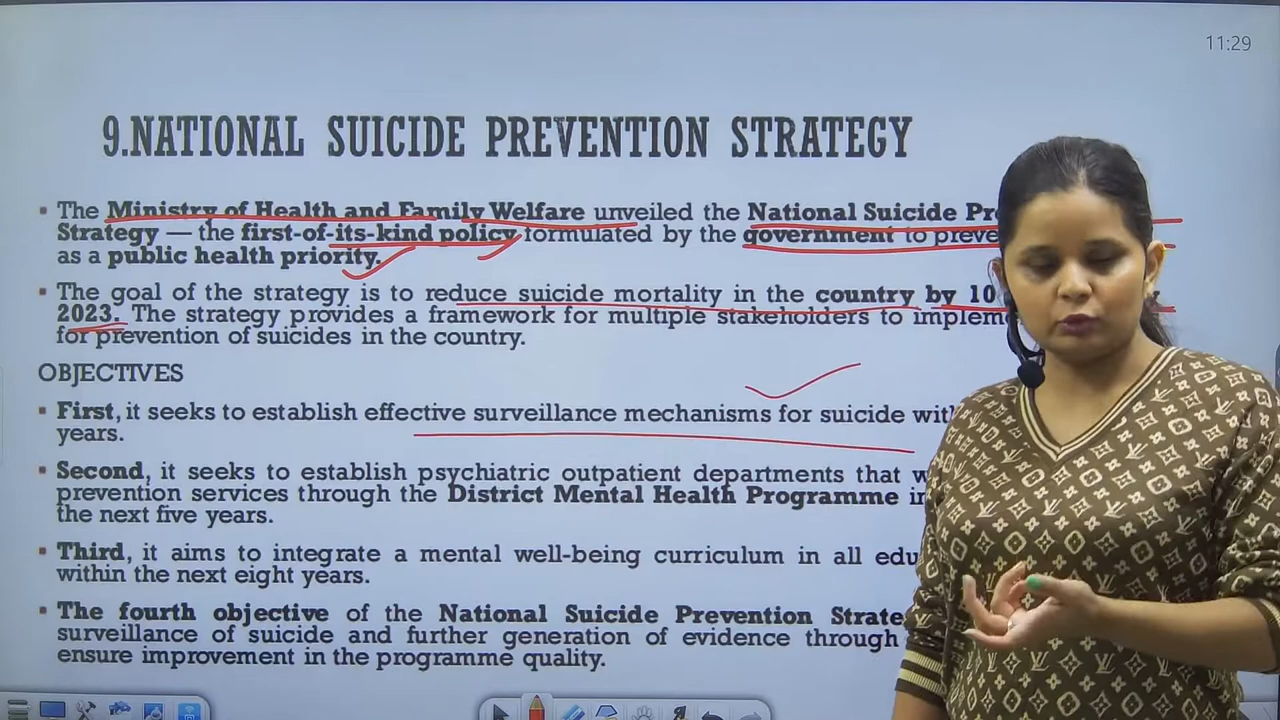 11:29
9.NATIONAL SUICIDE PREVENTION STRATEGY
▪ The Ministry of Health and Family Welfare unveiled the National Suicide
Strategy — the first-of-its-kind policy formulated by the government to
as a public health priority.
▪ The goal of the strategy is to reduce suicide mortality in the country by 10
2023. The strategy provides a framework for multiple stakeholders to
for prevention of suicides in the country.
OBJECTIVES
▪ First, it seeks to establish effective surveillance mechanisms for suicide
years.
▪ Second, it seeks to establish psychiatric outpatient departments that
prevention services through the District Mental Health Programme
the next five years.
▪ Third, it aims to integrate a mental well-being curriculum in all
within the next eight years.
▪ The fourth objective of the National Suicide Prevention
surveillance of suicide and further generation of evidence through
ensure improvement in the programme quality.